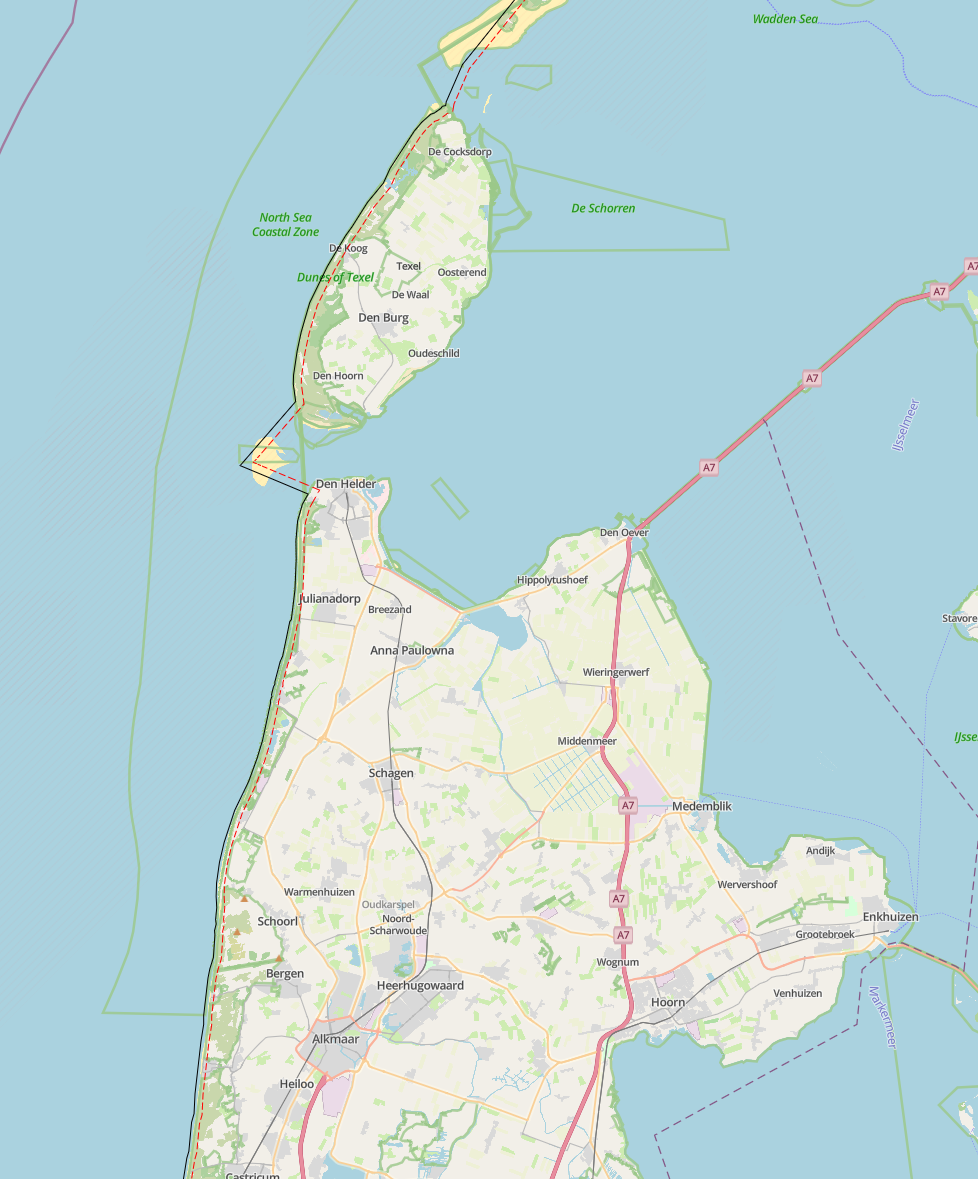 Wadden Sea
De Cocksdorp
De Schorren
North Sea
Coastal Zone
De Koog
Texel
Dunes of Texel
Oosterend
A7
A7
De Waal
Den Burg
Oudeschild
Den Hoorn
A7
IJsselmeer
A7
Den Helder
Den Oever
Hippolytushoef
Julianadorp
Breezand
Stavore
Anna Paulowna
Wieringerwerf
Middenmeer
IJsse
Schagen
A7
Medemblik
Andijk
Wervershoof
Warmenhuizen
A7
Oudkarspel
Schoorl
Noord-
Scharwoude
Enkhuizen
A7
Grootebroek
Wognum
Bergen
Heerhugowaard
Venhuizen
Hoorn
Markermeer
Alkmaar
Heiloo
Castricum